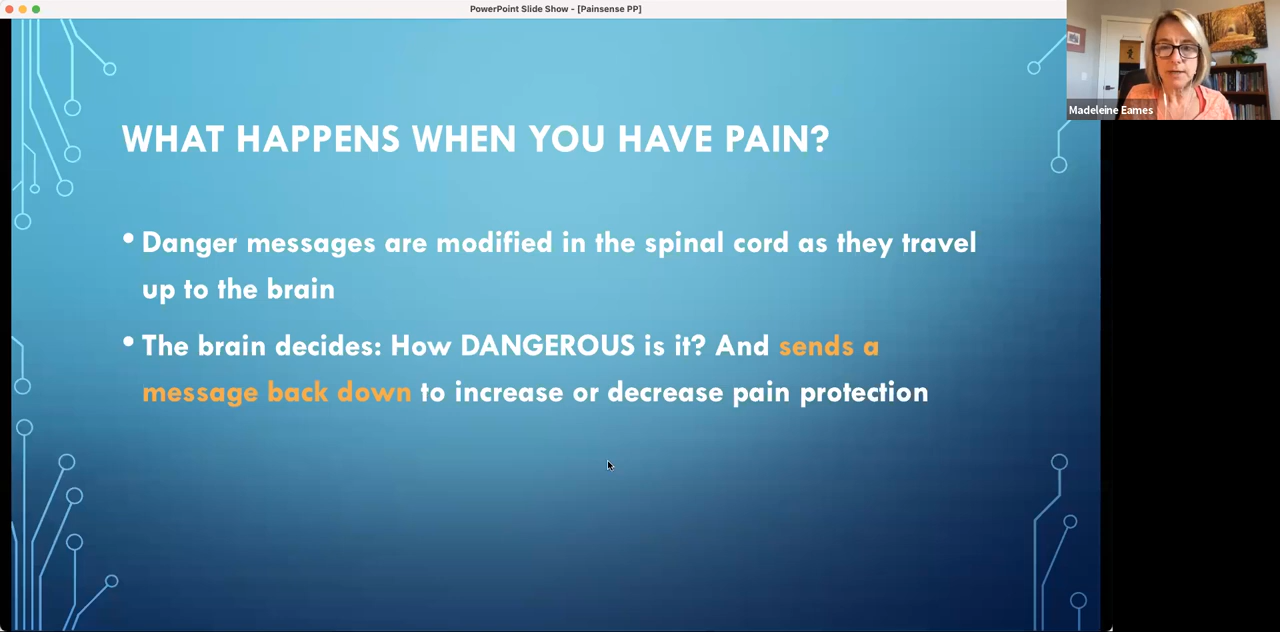 PowerPoint Slide Show - [Painsense PP]
Madeleine Eames
WHAT HAPPENS WHEN YOU HAVE PAIN?
• Danger messages are modified in the spinal cord as they travel
up to the brain
• The brain decides: How DANGEROUS is it? And sends a
message back down to increase or decrease pain protection